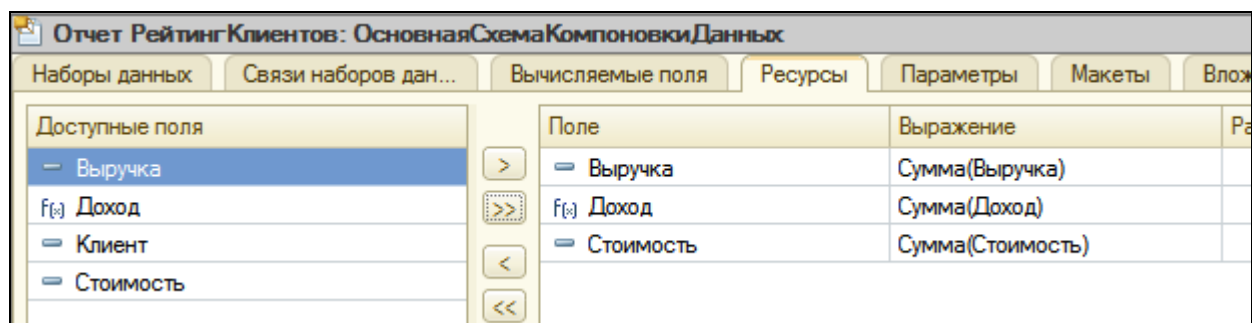 Отчет РейтингКлиентов: ОсновнаяСхемаКомпоновкиДанных
Наборы данных Связи наборов дан... Вычисляемые поля Ресурсы Параметры Макеты Влож
Доступные поля Поле Выражение Ра
Выручка > Выручка Сумма(Выручка)
f(x) Доход >> f(x) Доход Сумма(Доход)
Клиент < Стоимость Сумма(Стоимость)
Стоимость <<